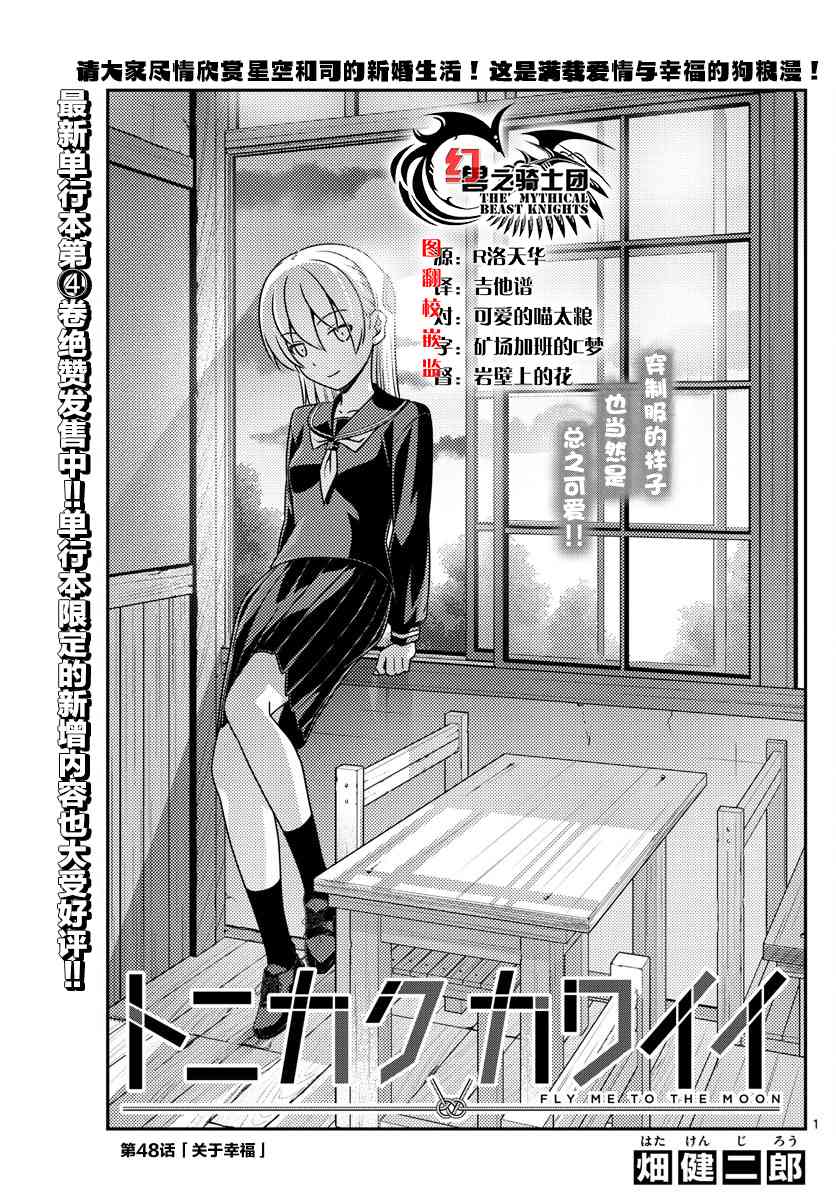 请大家尽情欣赏星空和司的新婚生活！这是满载爱情与幸福的狗粮漫！
最新单行本第④卷绝赞发售中!!单行本限定的新增内容也大受好评!!
幻兽之骑士团
THE MYTHICAL
BEAST KNIGHTS
图源：R洛天华
翻译：吉他谱
校对：可爱的喵太粮
嵌字：矿场加班的C梦
监督：岩壁上的花
穿制服的样子
也当然是
总之可爱!!
トニカクカワイイ
FLY ME TO THE MOON
1
第48话「关于幸福」
はた けん じ ろう
畑健二郎